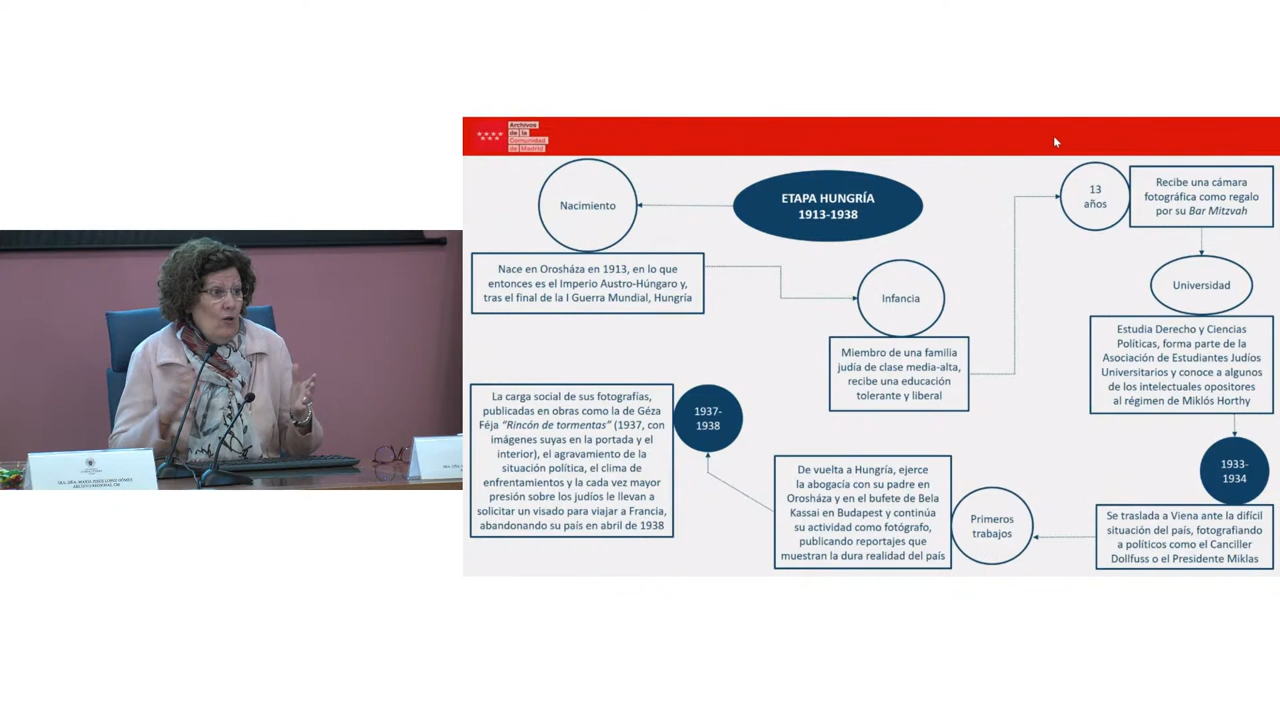 Archivos
de la
Comunidad
de Madrid
ETAPA HUNGRÍA
1913-1938
Nacimiento
Nace en Orosháza en 1913, en lo que
entonces es el Imperio Austro-Húngaro y,
tras el final de la I Guerra Mundial, Hungría
Infancia
Miembro de una familia
judía de clase media-alta,
recibe una educación
tolerante y liberal
13
años
Recibe una cámara
fotográfica como regalo
por su Bar Mitzvah
Universidad
Estudia Derecho y Ciencias
Políticas, forma parte de la
Asociación de Estudiantes Judíos
Universitarios y conoce a algunos
de los intelectuales opositores
al régimen de Miklós Horthy
1933-
1934
Se traslada a Viena ante la difícil
situación del país, fotografiando
a políticos como el Canciller
Dollfuss o el Presidente Miklas
Primeros
trabajos
De vuelta a Hungría, ejerce
la abogacía con su padre en
Orosháza y en el bufete de Bela
Kassai en Budapest y continúa
su actividad como fotógrafo,
publicando reportajes que
muestran la dura realidad del país
1937-
1938
La carga social de sus fotografías,
publicadas en obras como la de Géza
Féja “Rincón de tormentas” (1937, con
imágenes suyas en la portada y el
interior), el agravamiento de la
situación política, el clima de
enfrentamientos y la cada vez mayor
presión sobre los judíos le llevan a
solicitar un visado para viajar a Francia,
abandonando su país en abril de 1938